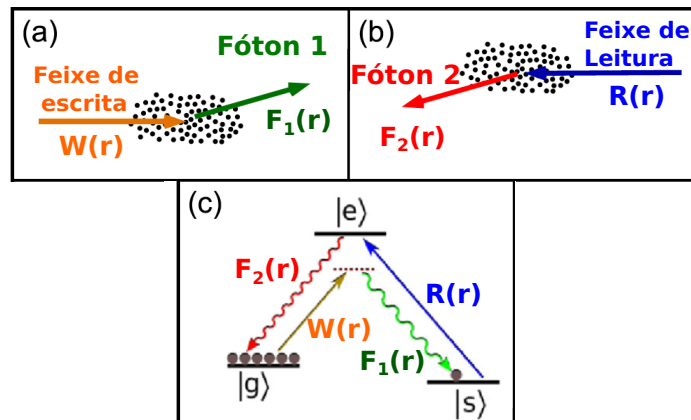 (a)
Fóton 1
Feixe de
escrita
W(r)
F₁(r)
(b)
Feixe de
Leitura
Fóton 2
R(r)
F₂(r)
(c)
|e⟩
F₂(r)
R(r)
W(r)
F₁(r)
|g⟩
|s⟩